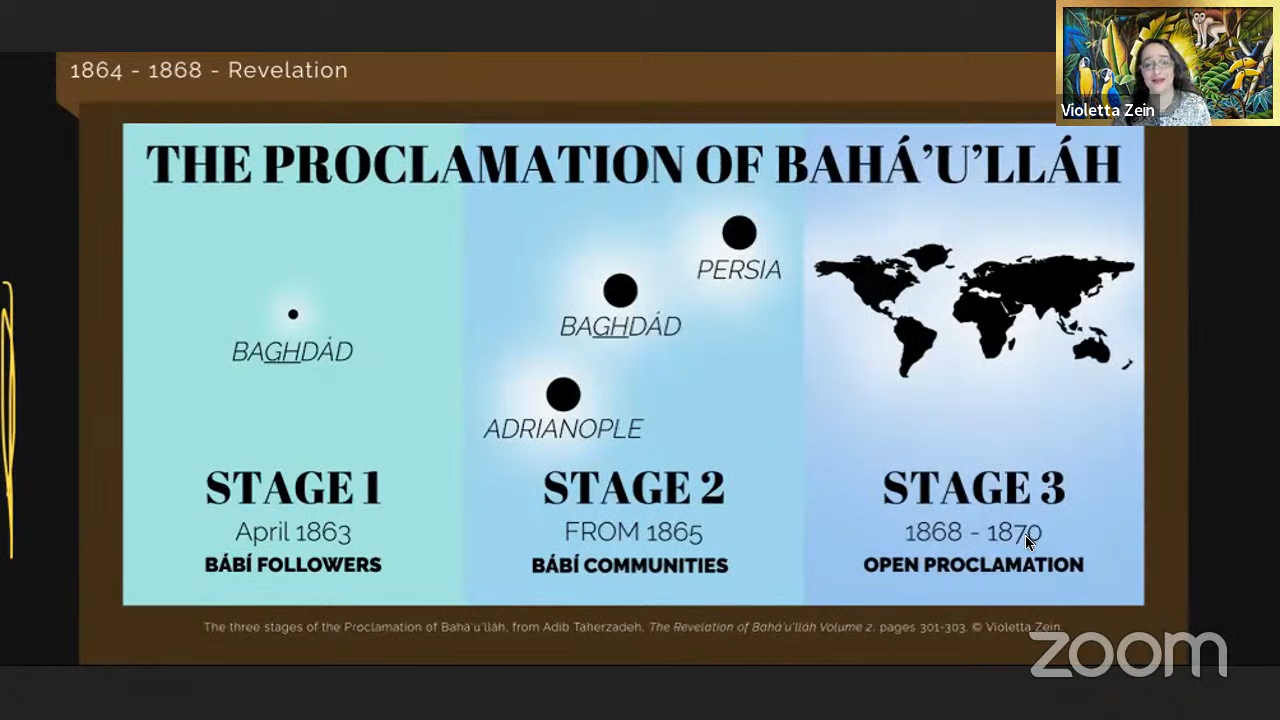 1864 - 1868 - Revelation
Violetta Zein
THE PROCLAMATION OF BAHÁ’U’LLÁH
PERSIA
BAGHDÁD
BAGHDÁD
ADRIANOPLE
STAGE 1
April 1863
BÁBÍ FOLLOWERS
STAGE 2
FROM 1865
BÁBÍ COMMUNITIES
STAGE 3
1868 - 1870
OPEN PROCLAMATION
The three stages of the Proclamation of Bahá'u'lláh, from Adib Taherzadeh, The Revelation of Bahá'u'lláh Volume 2, pages 301-303. © Violetta Zein.
zoom